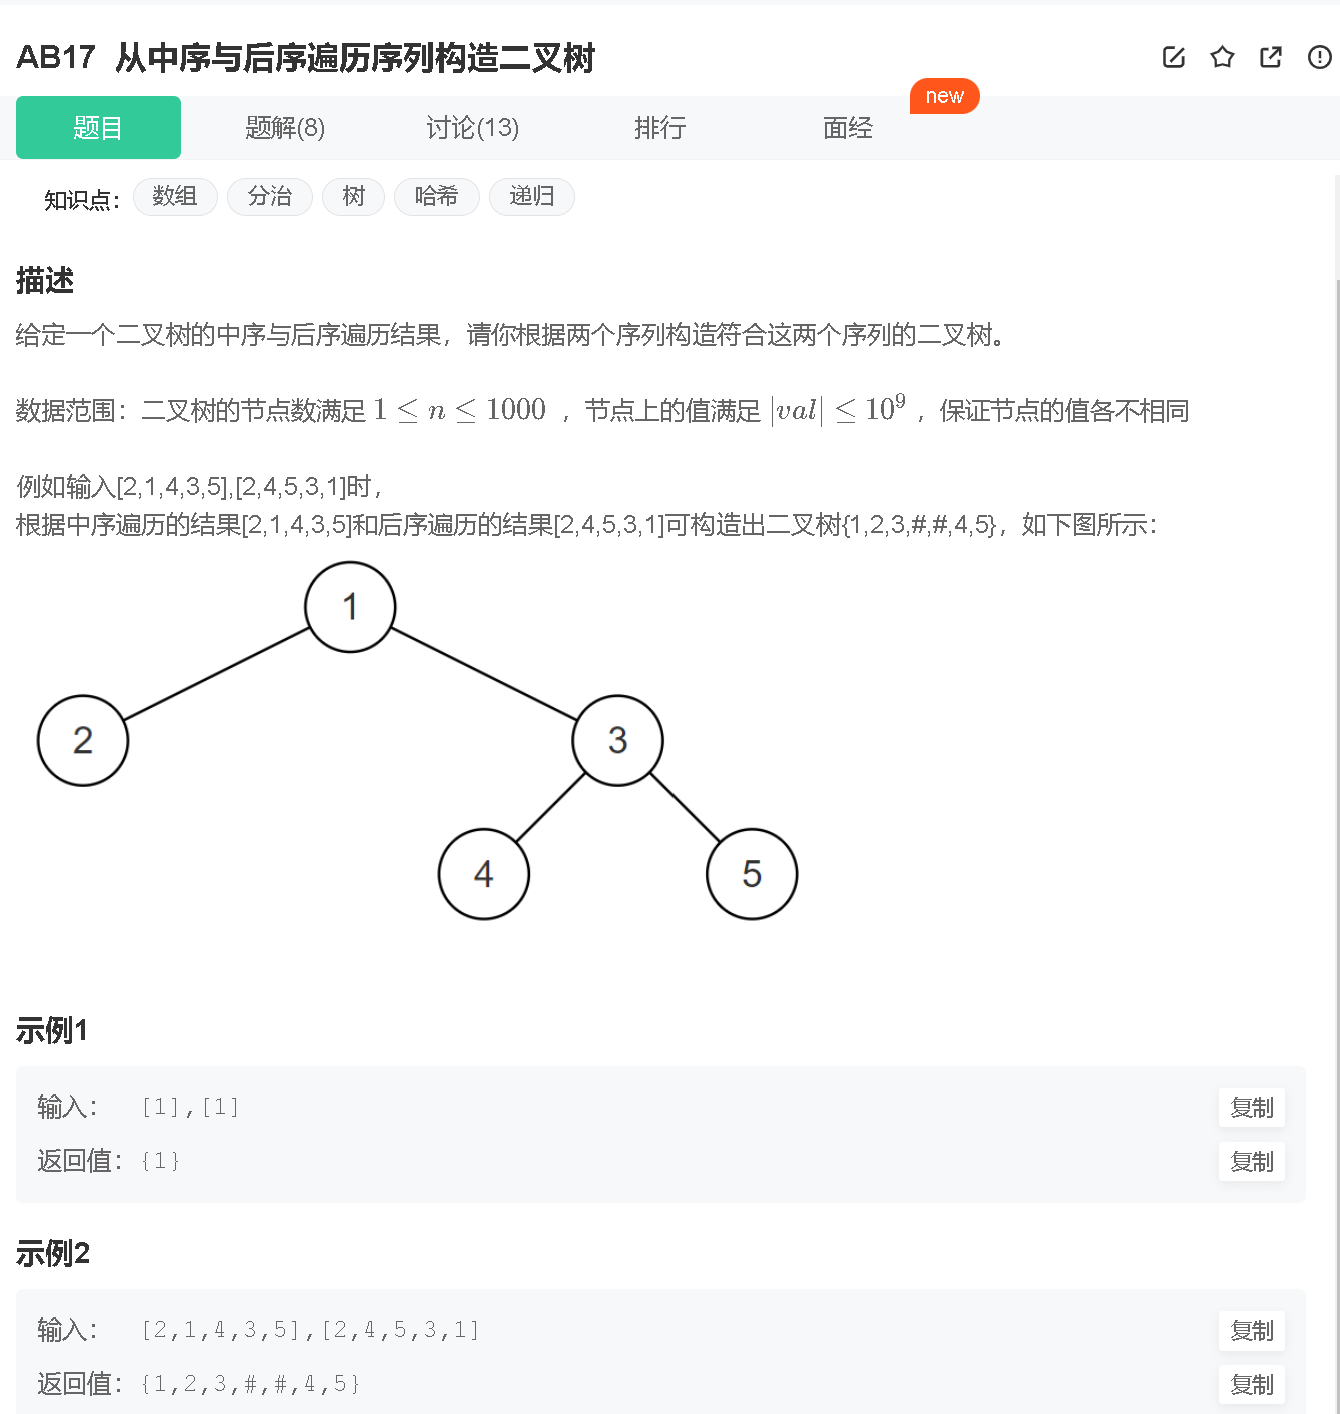 AB17 从中序与后序遍历序列构造二叉树
new
题目 题解(8) 讨论(13) 排行 面经
知识点： 数组 分治 树 哈希 递归
描述
给定一个二叉树的中序与后序遍历结果，请你根据两个序列构造符合这两个序列的二叉树。
数据范围：二叉树的节点数满足 1 ≤ n ≤ 1000 ，节点上的值满足 |val| ≤ 10⁹ ，保证节点的值各不相同
例如输入[2,1,4,3,5],[2,4,5,3,1]时，
根据中序遍历的结果[2,1,4,3,5]和后序遍历的结果[2,4,5,3,1]可构造出二叉树{1,2,3,#,#,4,5}，如下图所示：
1
2 3
4 5
示例1
输入： [1],[1] 复制
返回值： {1} 复制
示例2
输入： [2,1,4,3,5],[2,4,5,3,1] 复制
返回值： {1,2,3,#,#,4,5} 复制